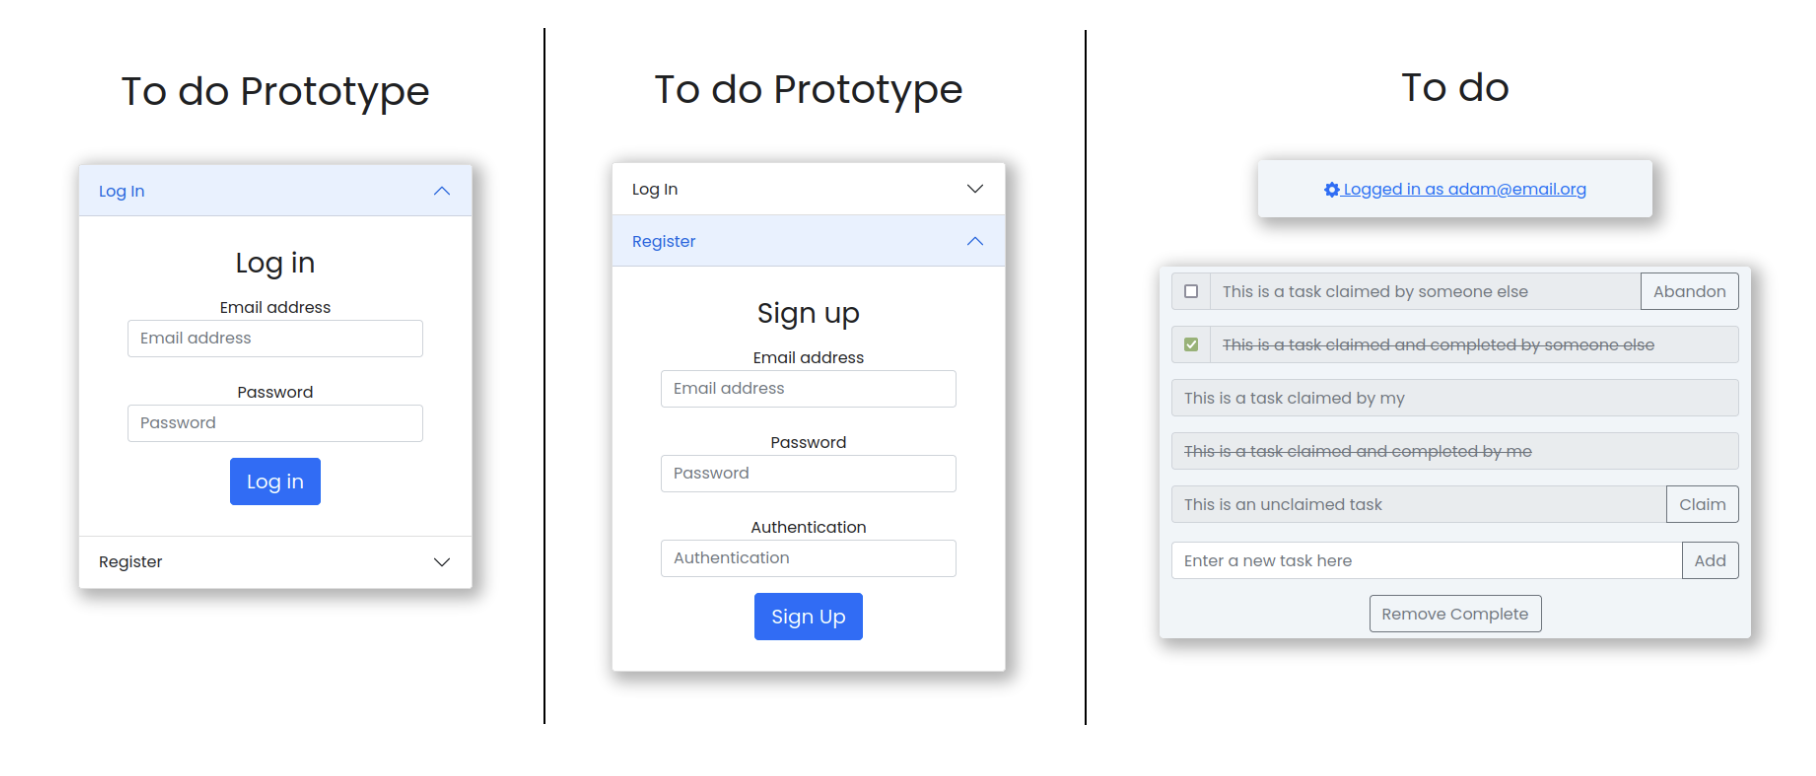 To do Prototype
Log In
Log in
Email address
Email address
Password
Password
Log in
Register
To do Prototype
Log In
Register
Sign up
Email address
Email address
Password
Password
Authentication
Authentication
Sign Up
To do
Logged in as adam@email.org
This is a task claimed by someone else Abandon
This is a task claimed and completed by someone else
This is a task claimed by my
This is a task claimed and completed by me
This is an unclaimed task Claim
Enter a new task here Add
Remove Complete